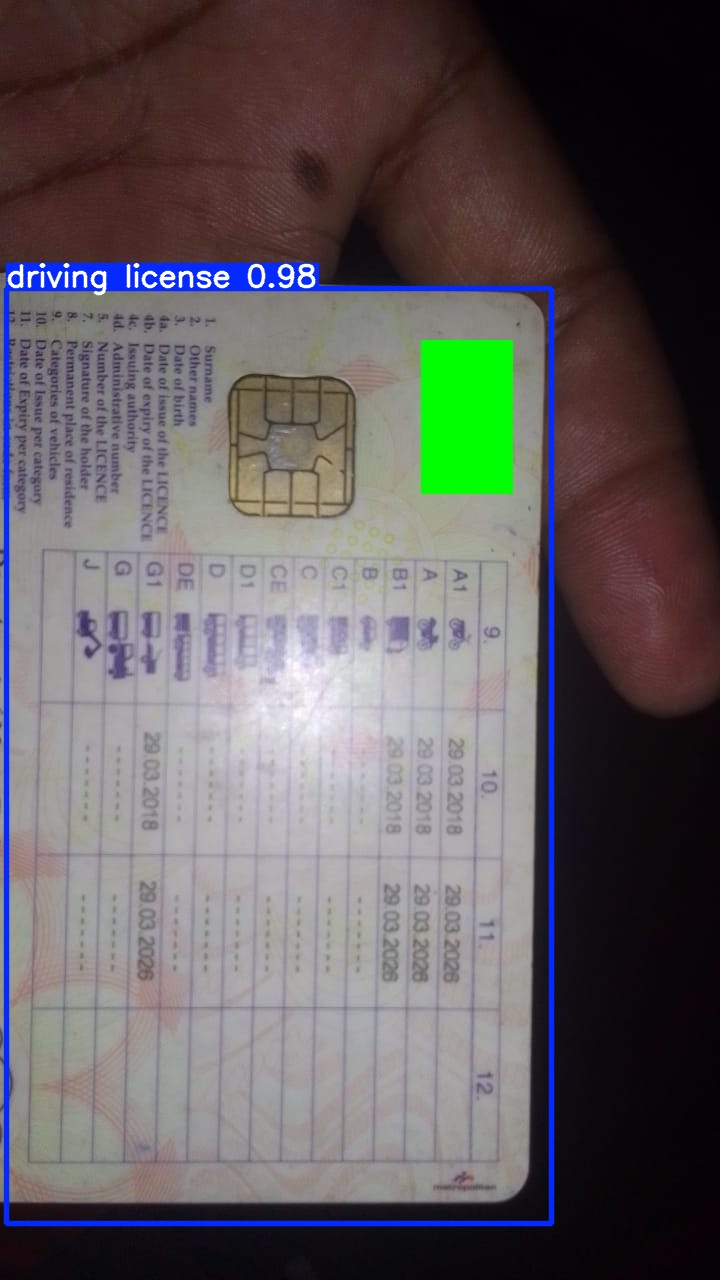 driving license 0.98
1. Surname
2. Other names
3. Date of birth
4a. Date of issue of the LICENCE
4b. Date of expiry of the LICENCE
4c. Issuing authority
4d. Administrative number
5. Number of the LICENCE
7. Signature of the holder
8. Permanent place of residence
9. Categories of vehicles
10. Date of Issue per category
11. Date of Expiry per category
12.
9. 10. 11. 12.
A1 29.03.2018 29.03.2026
A 29.03.2018 29.03.2026
B1 29.03.2018 29.03.2026
B -------- --------
C1 -------- --------
C -------- --------
CE -------- --------
D1 -------- --------
D -------- --------
DE -------- --------
G1 29.03.2018 29.03.2026
G -------- --------
J -------- --------
metropolitan